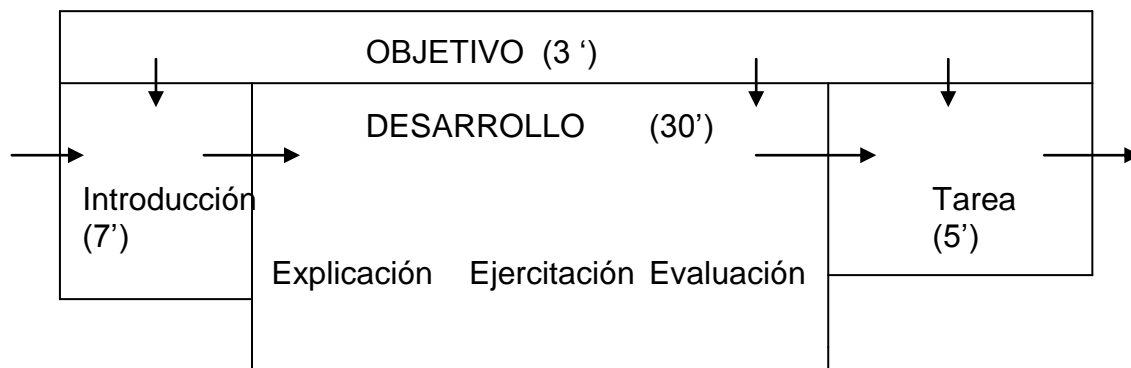 OBJETIVO (3 ‘)
DESARROLLO (30’)
Introducción
(7’)
Tarea
(5’)
Explicación Ejercitación Evaluación